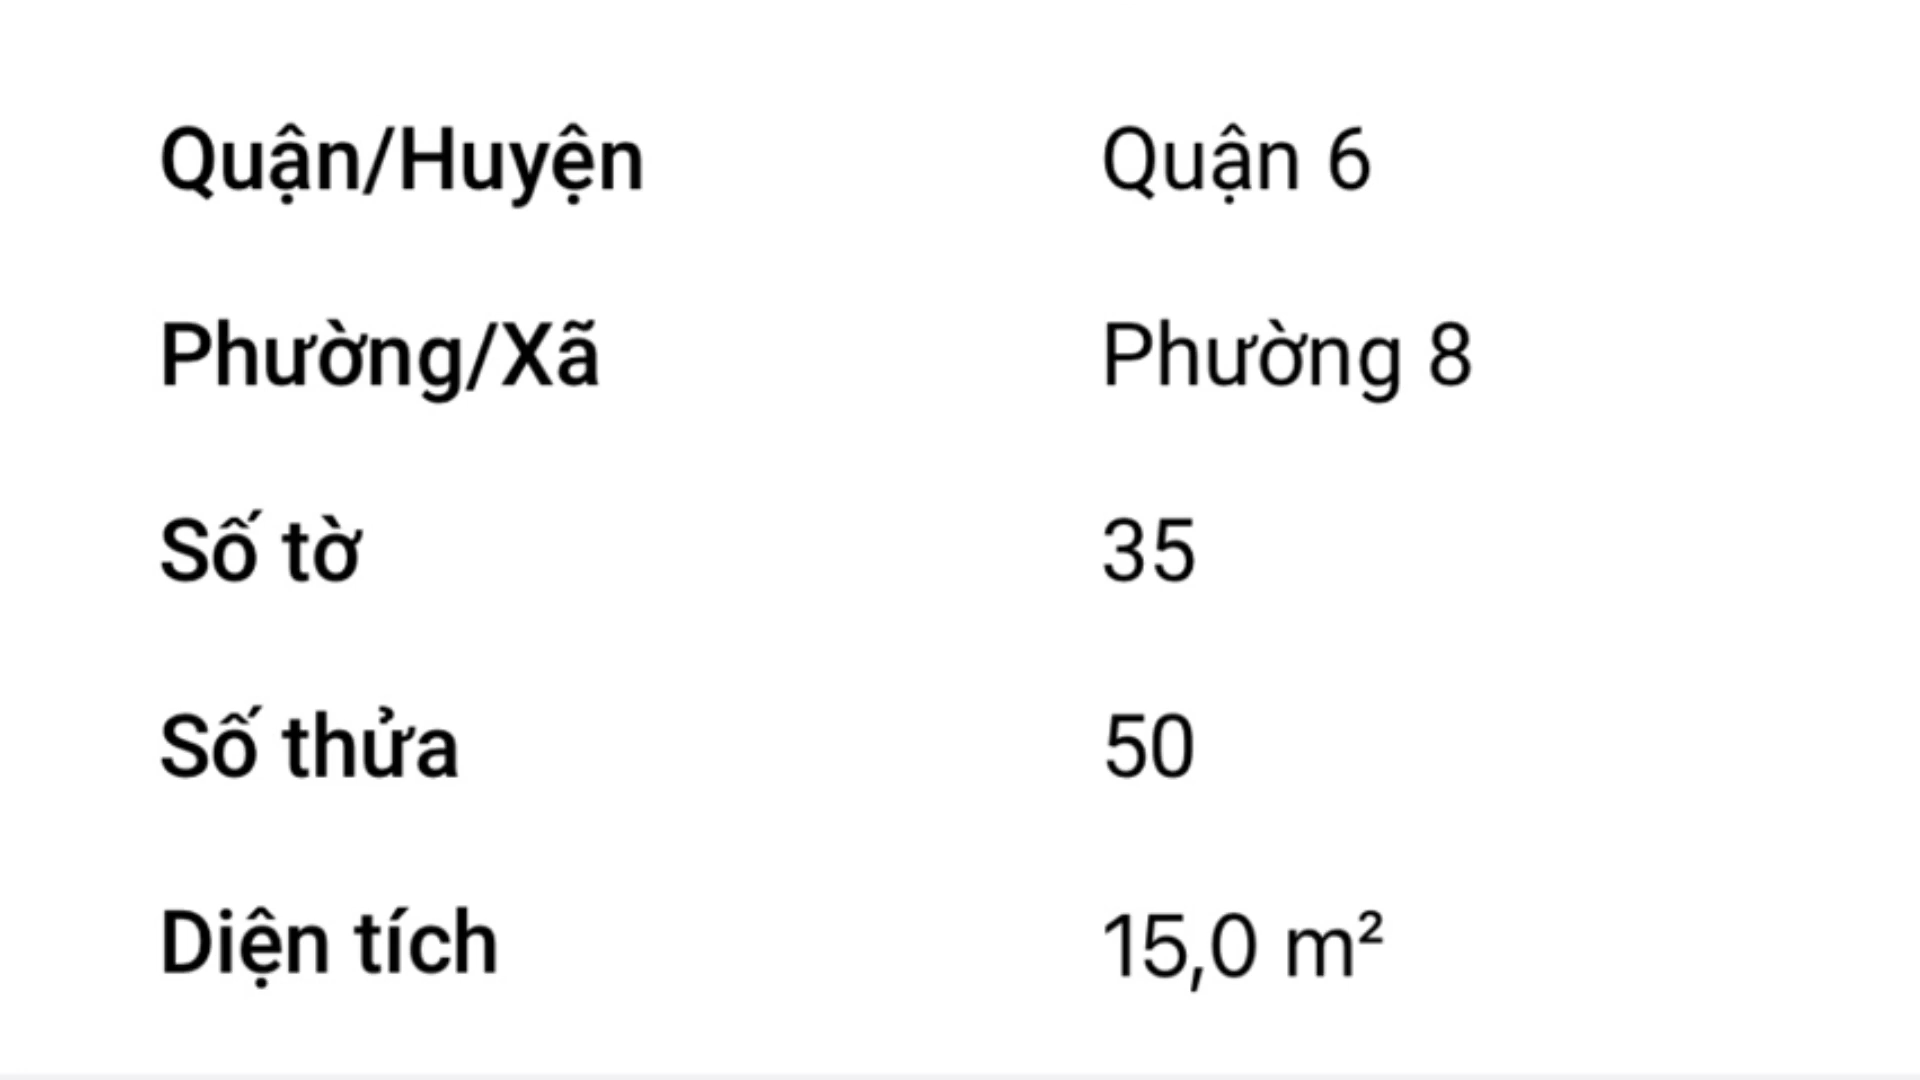 Quận/Huyện Quận 6
Phường/Xã Phường 8
Số tờ 35
Số thửa 50
Diện tích 15,0 m²